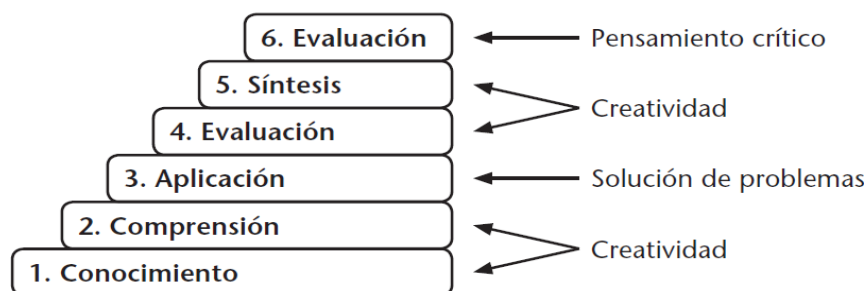 6. Evaluación
Pensamiento crítico
5. Síntesis
Creatividad
4. Evaluación
3. Aplicación
Solución de problemas
2. Comprensión
Creatividad
1. Conocimiento